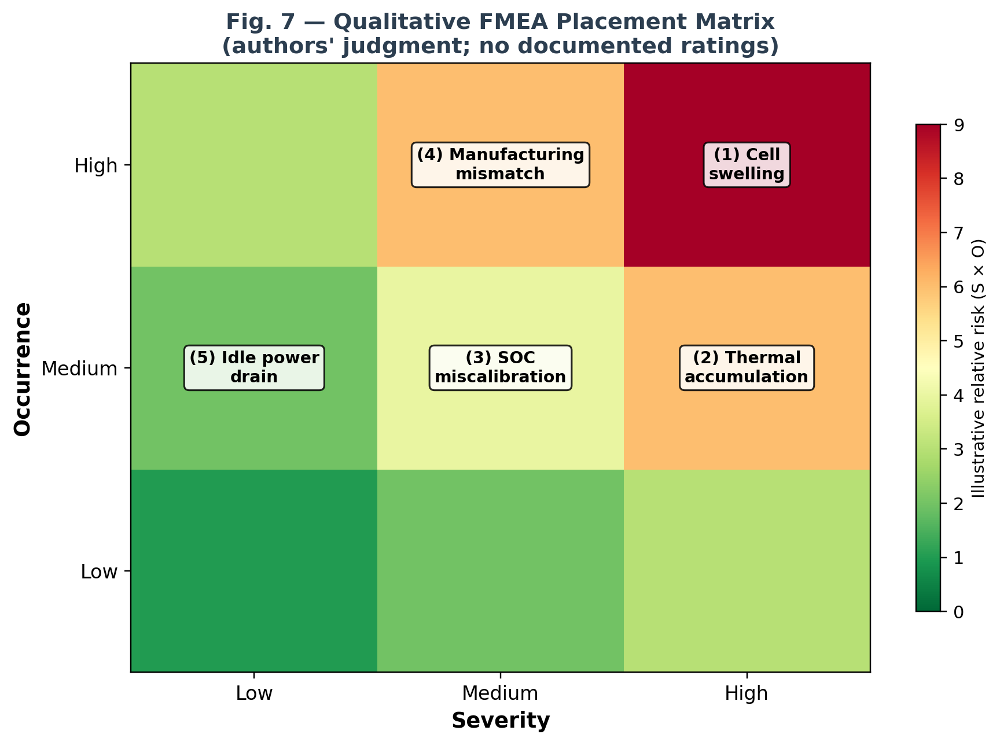 Fig. 7 — Qualitative FMEA Placement Matrix
(authors' judgment; no documented ratings)
Occurrence
High
Medium
Low
(4) Manufacturing
mismatch
(1) Cell
swelling
(5) Idle power
drain
(3) SOC
miscalibration
(2) Thermal
accumulation
Low
Medium
High
Severity
9
8
7
6
5
4
3
2
1
0
Illustrative relative risk (S × O)